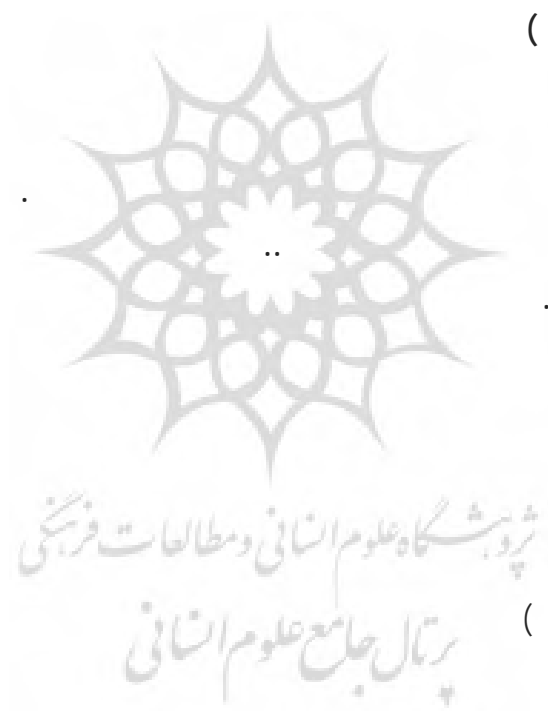 (
.
..
.
پژوهشگاه علوم انسانی و مطالعات فرهنگی
(
پرتال جامع علوم انسانی